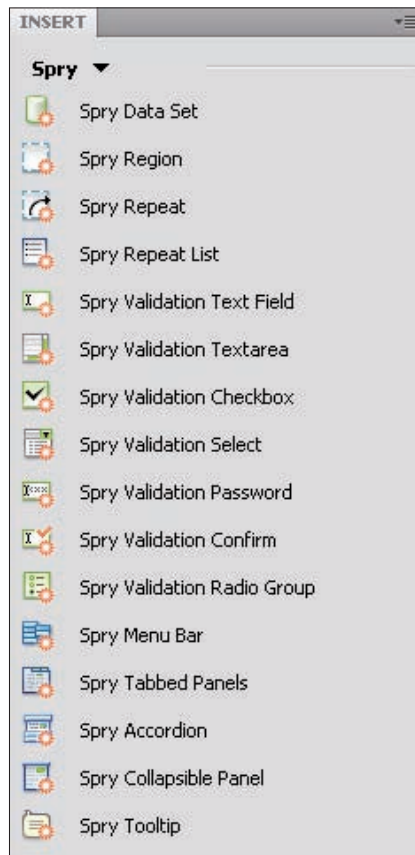 INSERT
Spry
Spry Data Set
Spry Region
Spry Repeat
Spry Repeat List
Spry Validation Text Field
Spry Validation Textarea
Spry Validation Checkbox
Spry Validation Select
Spry Validation Password
Spry Validation Confirm
Spry Validation Radio Group
Spry Menu Bar
Spry Tabbed Panels
Spry Accordion
Spry Collapsible Panel
Spry Tooltip